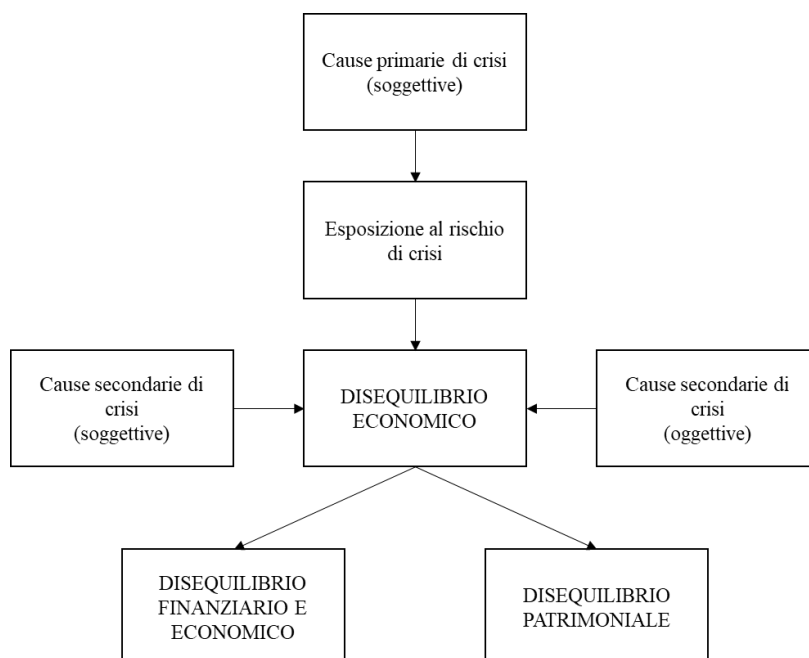 Cause primarie di crisi
(soggettive)
Esposizione al rischio
di crisi
Cause secondarie di
crisi
(soggettive)
DISEQUILIBRIO
ECONOMICO
Cause secondarie di
crisi
(oggettive)
DISEQUILIBRIO
FINANZIARIO E
ECONOMICO
DISEQUILIBRIO
PATRIMONIALE